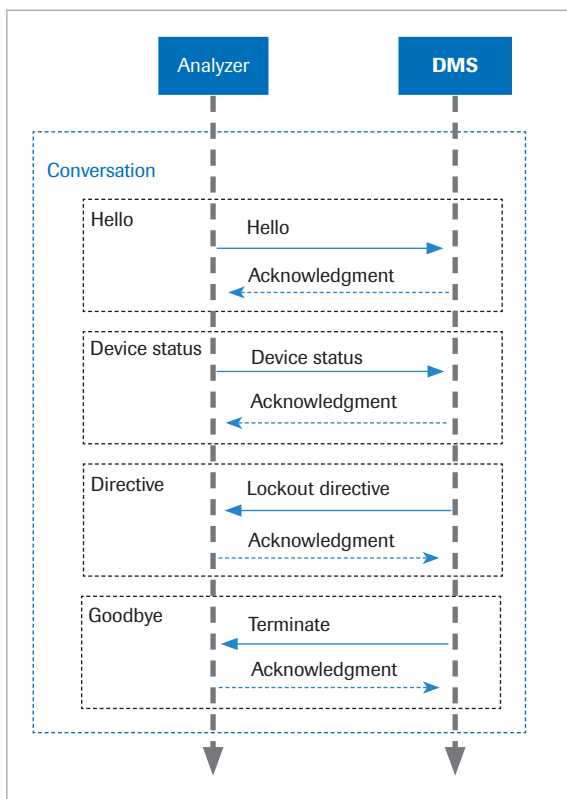 Analyzer
DMS
Conversation
Hello
Hello
Acknowledgment
Device status
Device status
Acknowledgment
Directive
Lockout directive
Acknowledgment
Goodbye
Terminate
Acknowledgment